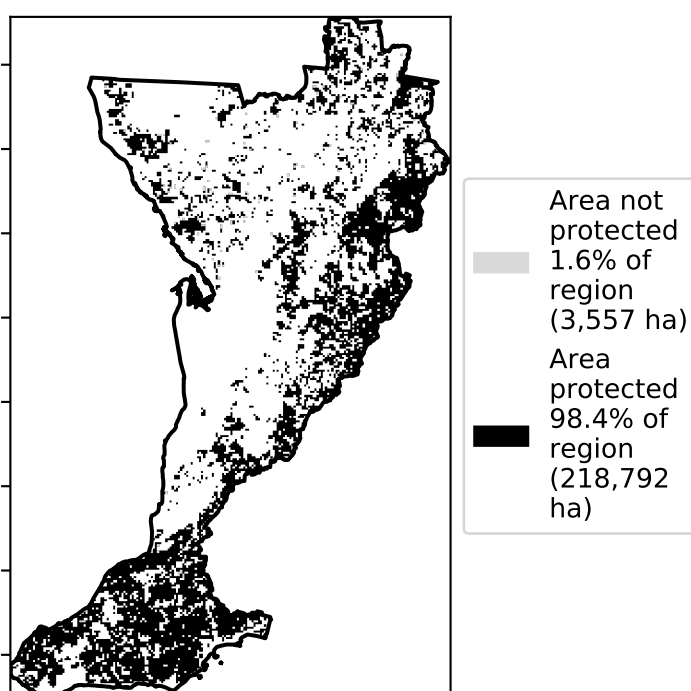 Area not
protected
1.6% of
region
(3,557 ha)
Area
protected
98.4% of
region
(218,792
ha)